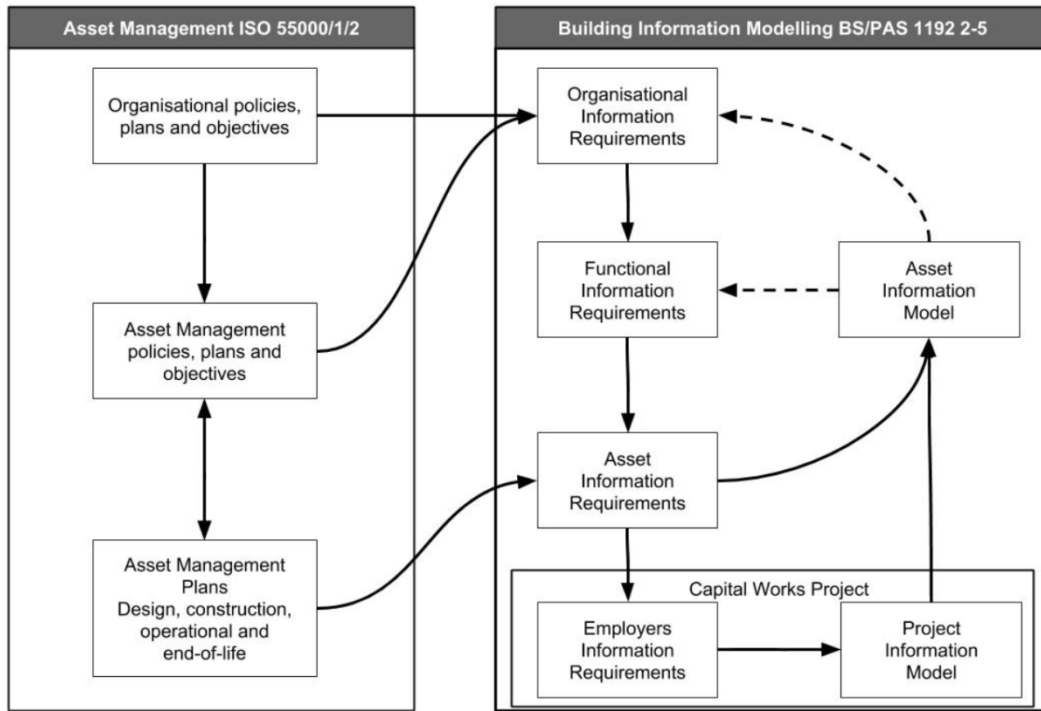 Asset Management ISO 55000/1/2
Organisational policies,
plans and objectives
Asset Management
policies, plans and
objectives
Asset Management
Plans
Design, construction,
operational and
end-of-life
Building Information Modelling BS/PAS 1192 2-5
Organisational
Information
Requirements
Functional
Information
Requirements
Asset
Information
Model
Asset
Information
Requirements
Capital Works Project
Employers
Information
Requirements
Project
Information
Model